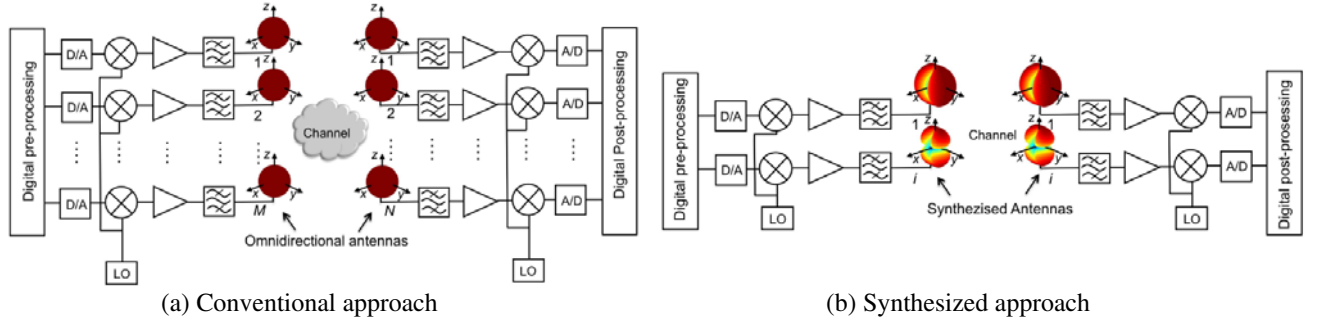 Digital pre-processing
D/A
z
x
y
1
z
x
y
1
A/D
D/A
z
x
y
2
z
x
y
2
A/D
Channel
D/A
z
x
y
M
z
x
y
N
A/D
Omnidirectional antennas
LO
LO
Digital Post-processing
(a) Conventional approach
Digital pre-processing
D/A
z
x
y
1
z
x
y
1
A/D
Channel
D/A
z
x
y
i
z
x
y
i
A/D
Synthezised Antennas
LO
LO
Digital post-prosessing
(b) Synthesized approach